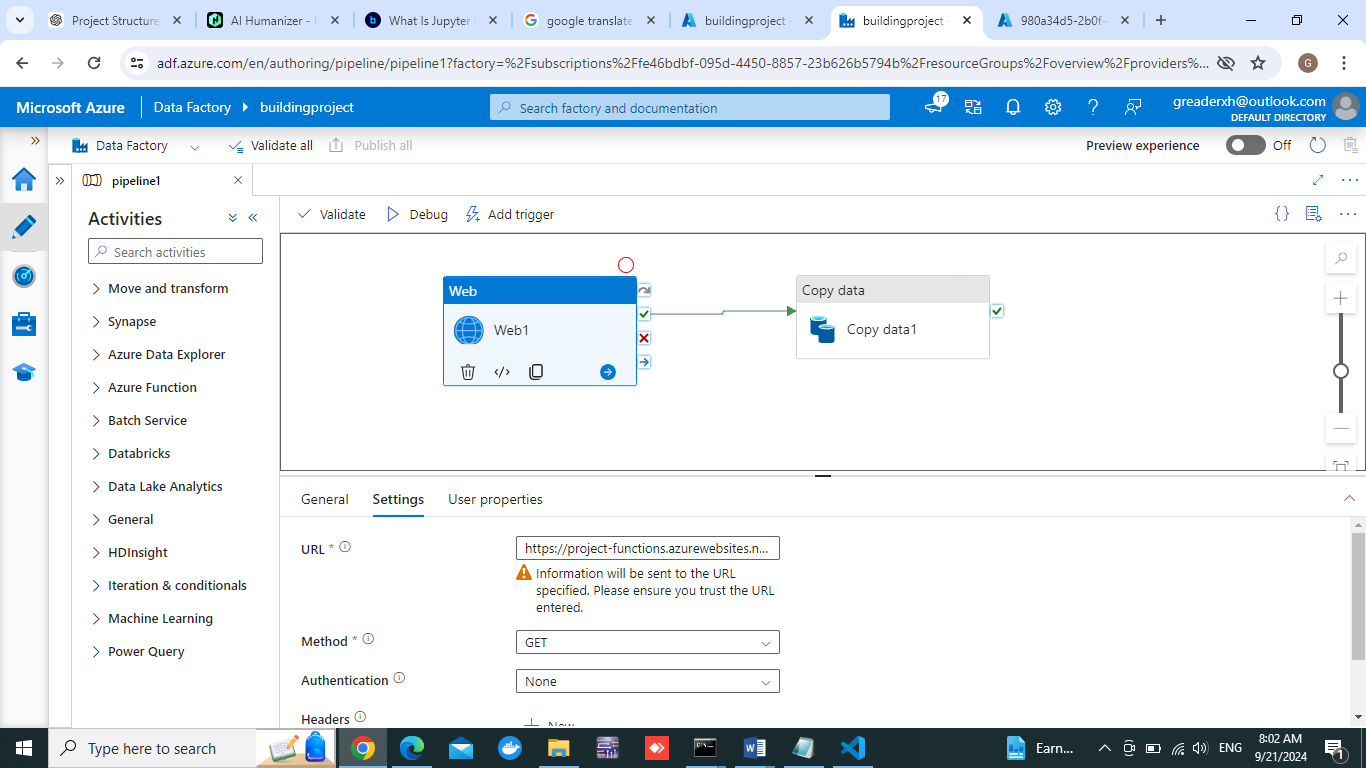 Project Structure
AI Humanizer -
What Is Jupyter
google translate
buildingproject
buildingproject
980a34d5-2b0f-
adf.azure.com/en/authoring/pipeline/pipeline1?factory=%2Fsubscriptions%2Ffe46bdbf-095d-4450-8857-23b626b5794b%2FresourceGroups%2Foverview%2Fproviders%...
G
Microsoft Azure
Data Factory
buildingproject
Search factory and documentation
17
greaderxh@outlook.com
DEFAULT DIRECTORY
Data Factory
Validate all
Publish all
Preview experience
Off
pipeline1
Activities
Search activities
Move and transform
Synapse
Azure Data Explorer
Azure Function
Batch Service
Databricks
Data Lake Analytics
General
HDInsight
Iteration & conditionals
Machine Learning
Power Query
Validate
Debug
Add trigger
Web
Web1
Copy data
Copy data1
General
Settings
User properties
URL *
https://project-functions.azurewebsites.n...
Information will be sent to the URL
specified. Please ensure you trust the URL
entered.
Method *
GET
Authentication
None
Headers
New
Type here to search
Earn...
ENG
8:02 AM
9/21/2024
1